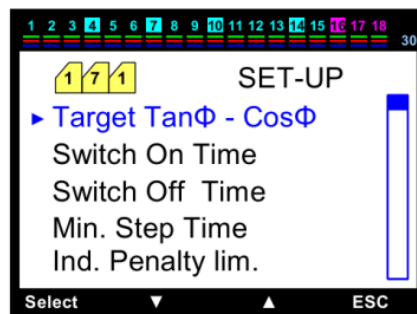 1 2 3 4 5 6 7 8 9 10 11 12 13 14 15 16 17 18
30
1 7 1 SET-UP
► Target TanΦ - CosΦ
Switch On Time
Switch Off Time
Min. Step Time
Ind. Penalty lim.
Select ▼ ▲ ESC